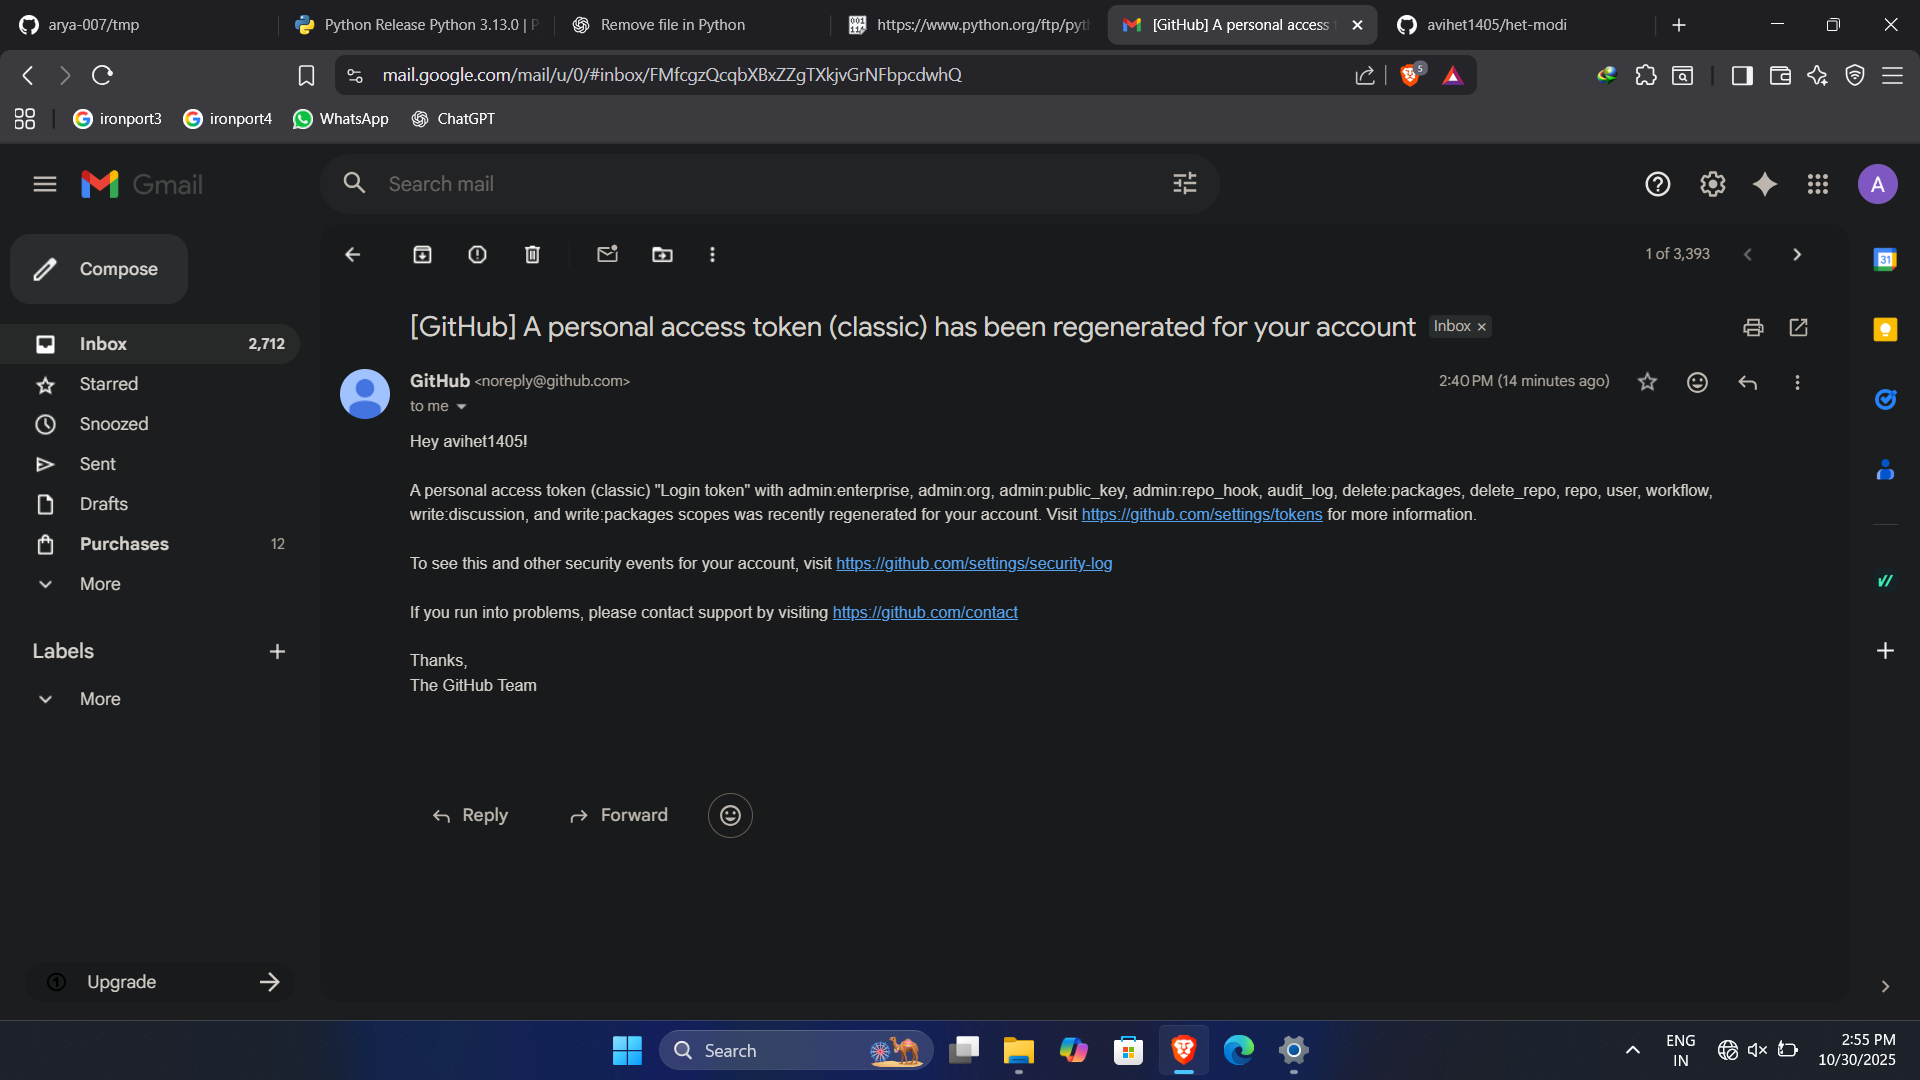 arya-007/tmp
Python Release Python 3.13.0 | P
Remove file in Python
https://www.python.org/ftp/pyt
[GitHub] A personal access
avihet1405/het-modi
mail.google.com/mail/u/0/#inbox/FMfcgzQcqbXBxZZgTXkjvGrNFbpcdwhQ
5
ironport3
ironport4
WhatsApp
ChatGPT
Gmail
Search mail
A
Compose
1 of 3,393
31
[GitHub] A personal access token (classic) has been regenerated for your account
Inbox ×
Inbox 2,712
Starred
Snoozed
Sent
Drafts
Purchases 12
More
Labels
More
GitHub <noreply@github.com>
2:40 PM (14 minutes ago)
to me
Hey avihet1405!
A personal access token (classic) "Login token" with admin:enterprise, admin:org, admin:public_key, admin:repo_hook, audit_log, delete:packages, delete_repo, repo, user, workflow,
write:discussion, and write:packages scopes was recently regenerated for your account. Visit https://github.com/settings/tokens for more information.
To see this and other security events for your account, visit https://github.com/settings/security-log
If you run into problems, please contact support by visiting https://github.com/contact
Thanks,
The GitHub Team
Reply
Forward
Upgrade
Search
ENG
IN
2:55 PM
10/30/2025